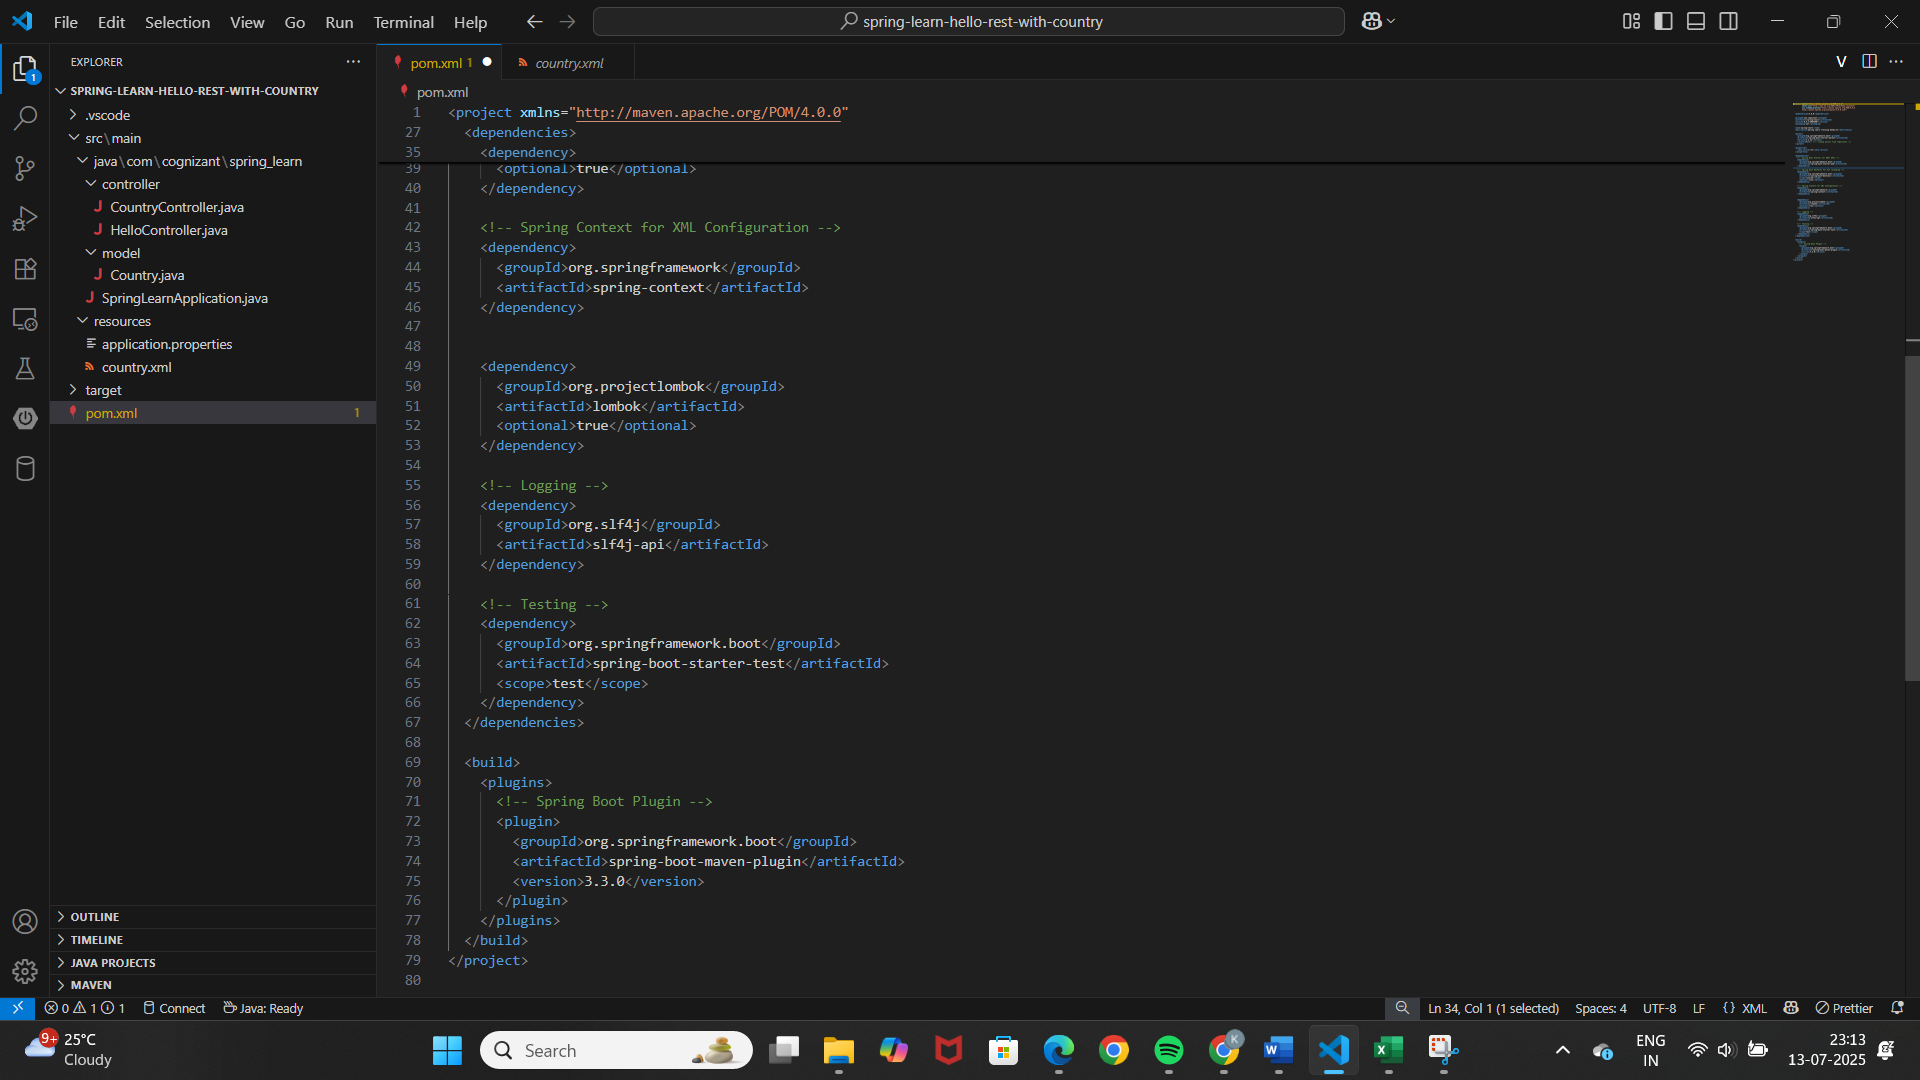 File Edit Selection View Go Run Terminal Help
spring-learn-hello-rest-with-country
EXPLORER
SPRING-LEARN-HELLO-REST-WITH-COUNTRY
.vscode
src\main
java\com\cognizant\spring_learn
controller
CountryController.java
HelloController.java
model
Country.java
SpringLearnApplication.java
resources
application.properties
country.xml
target
pom.xml 1
OUTLINE
TIMELINE
JAVA PROJECTS
MAVEN
pom.xml 1
country.xml
pom.xml
1 <project xmlns="http://maven.apache.org/POM/4.0.0"
27 <dependencies>
35 <dependency>
39 <optional>true</optional>
40 </dependency>
41
42 <!-- Spring Context for XML Configuration -->
43 <dependency>
44 <groupId>org.springframework</groupId>
45 <artifactId>spring-context</artifactId>
46 </dependency>
47
48
49 <dependency>
50 <groupId>org.projectlombok</groupId>
51 <artifactId>lombok</artifactId>
52 <optional>true</optional>
53 </dependency>
54
55 <!-- Logging -->
56 <dependency>
57 <groupId>org.slf4j</groupId>
58 <artifactId>slf4j-api</artifactId>
59 </dependency>
60
61 <!-- Testing -->
62 <dependency>
63 <groupId>org.springframework.boot</groupId>
64 <artifactId>spring-boot-starter-test</artifactId>
65 <scope>test</scope>
66 </dependency>
67 </dependencies>
68
69 <build>
70 <plugins>
71 <!-- Spring Boot Plugin -->
72 <plugin>
73 <groupId>org.springframework.boot</groupId>
74 <artifactId>spring-boot-maven-plugin</artifactId>
75 <version>3.3.0</version>
76 </plugin>
77 </plugins>
78 </build>
79 </project>
80
0 1 1 Connect Java: Ready
Ln 34, Col 1 (1 selected) Spaces: 4 UTF-8 LF {} XML Prettier
9+ 25°C
Cloudy
Search
ENG
IN
23:13
13-07-2025